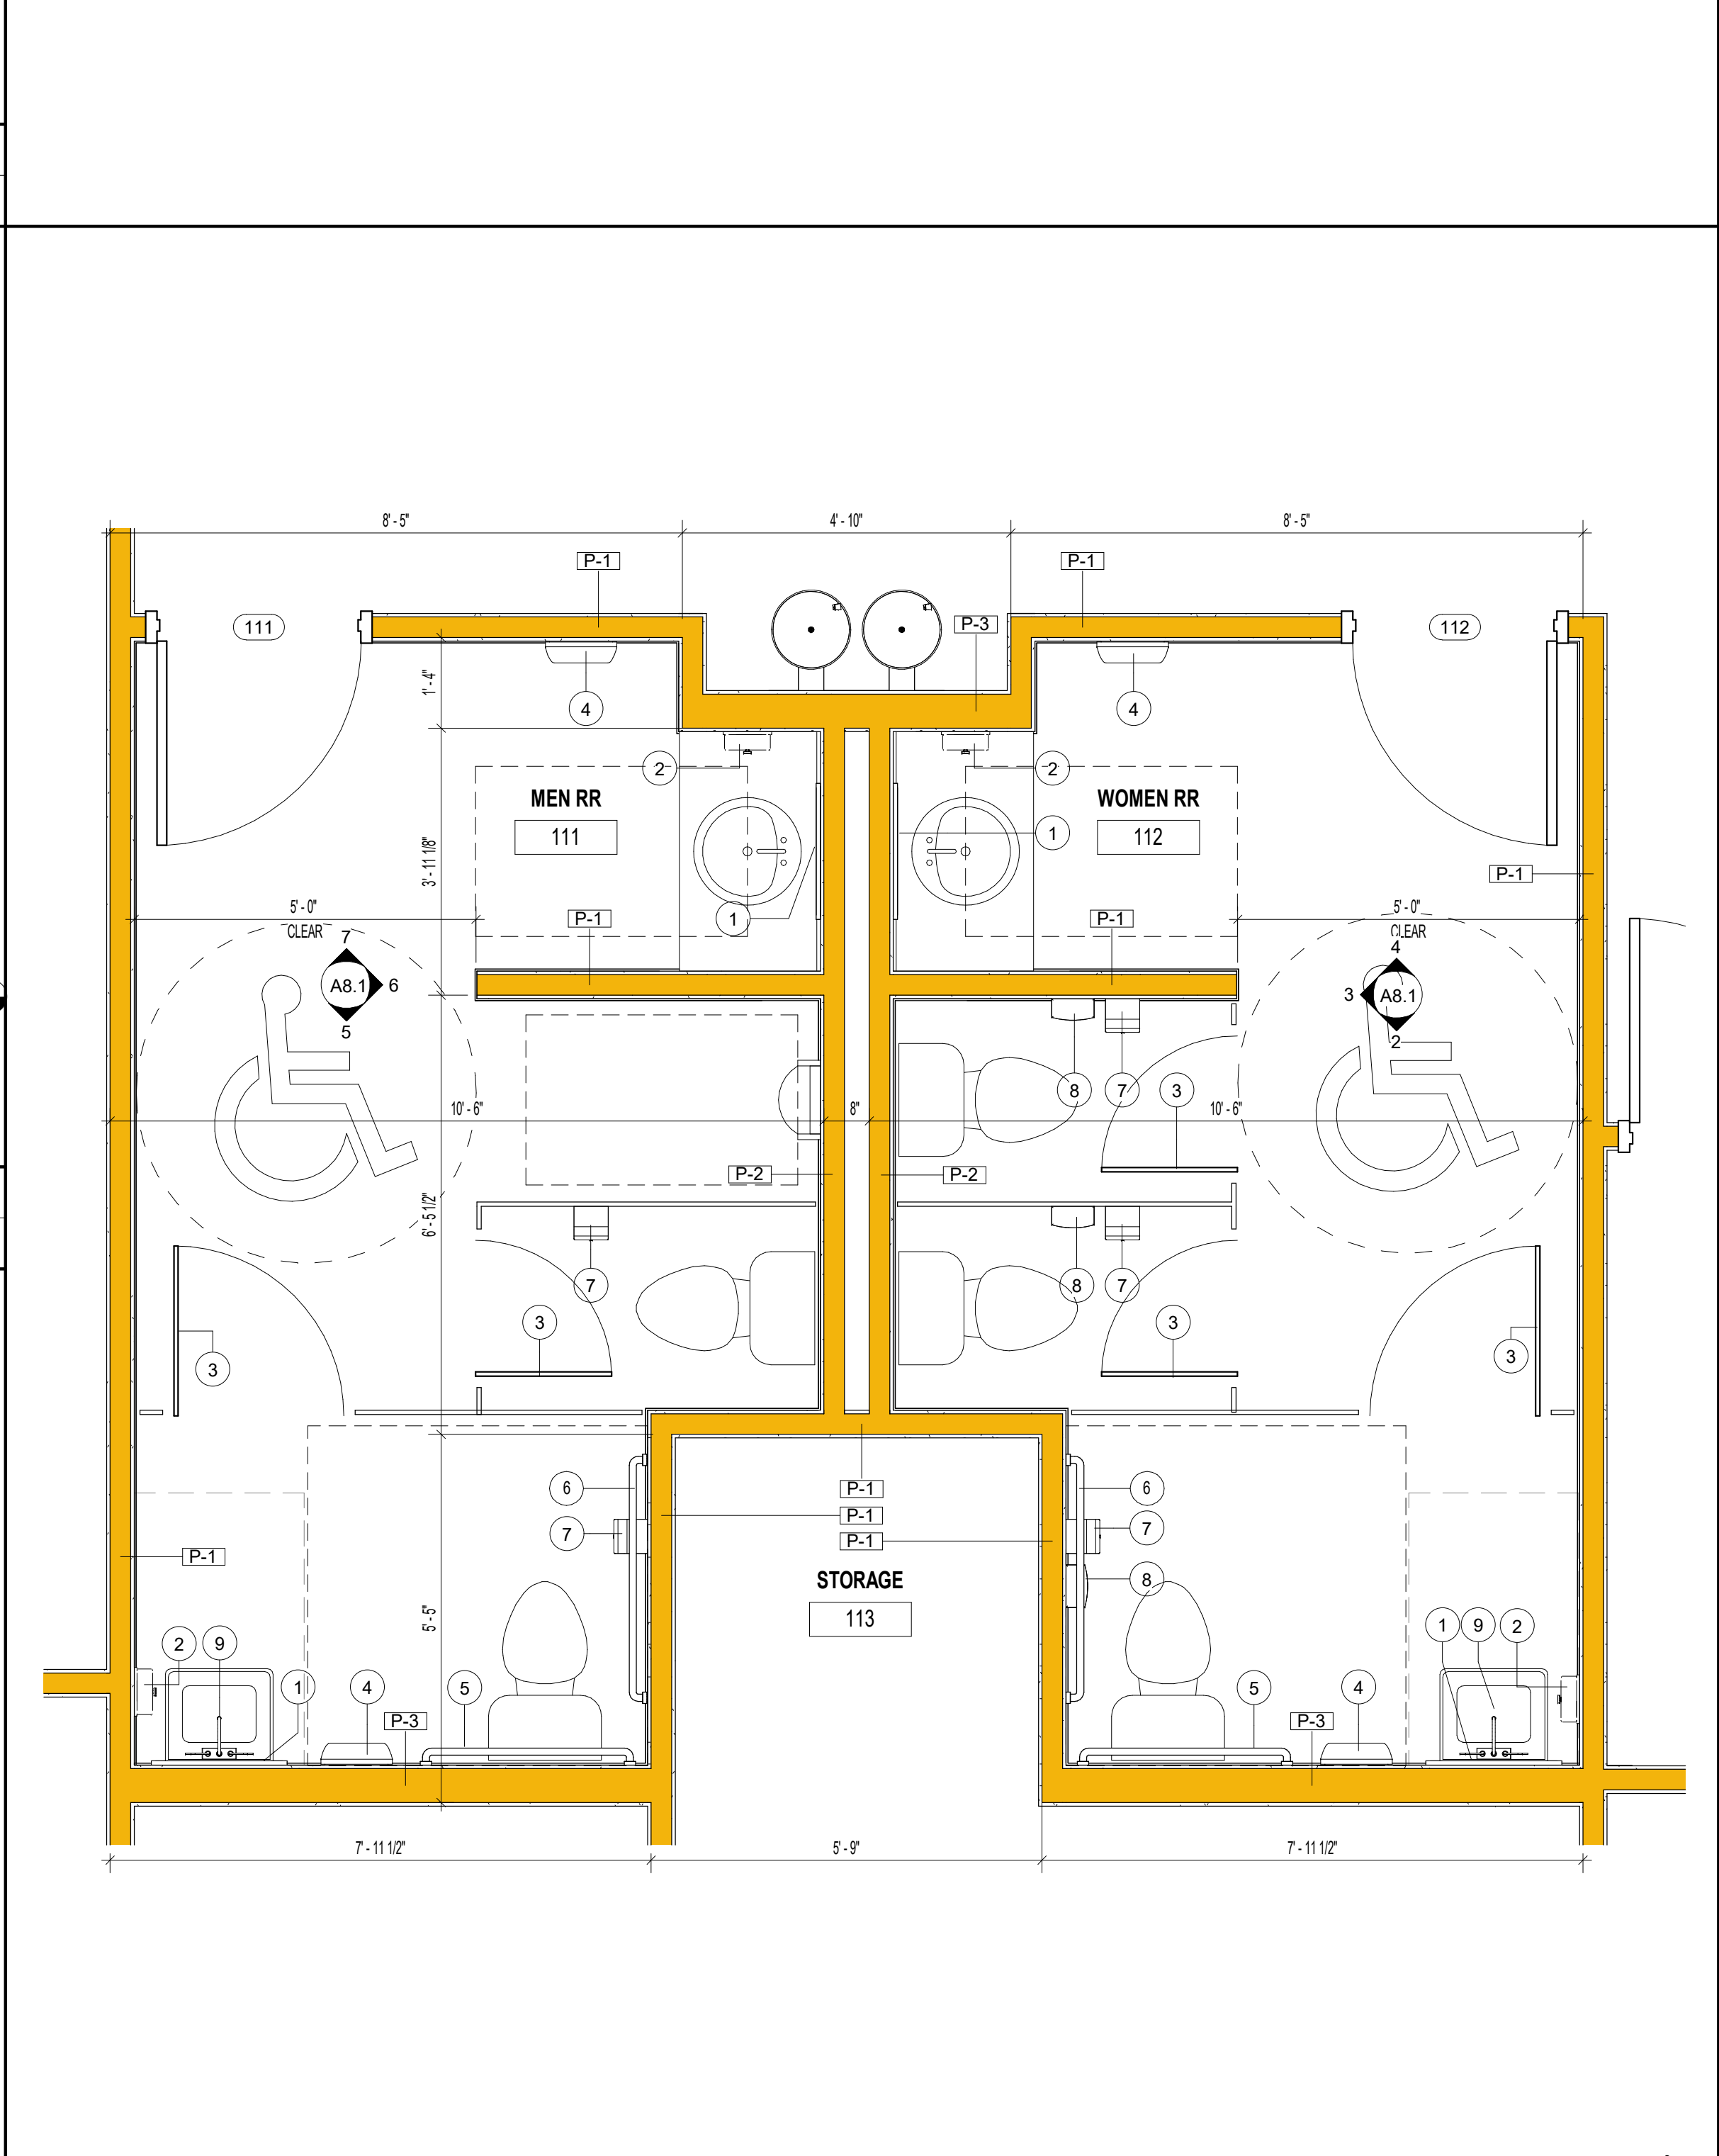 8' - 5"
4' - 10"
8' - 5"
P-1
P-1
111
P-3
112
1' - 4"
4
4
2
2
MEN RR
111
WOMEN RR
112
1
3' - 11 1/8"
P-1
5' - 0"
CLEAR
P-1
1
P-1
5' - 0"
CLEAR
7
A8.1
6
5
4
3
A8.1
2
8
7
3
10' - 6"
8"
10' - 6"
P-2
P-2
6' - 5 1/2"
7
8
7
3
3
3
3
6
P-1
6
7
P-1
7
P-1
P-1
STORAGE
113
8
5' - 5"
2
9
1
1
9
2
4
5
5
4
P-3
P-3
7' - 11 1/2"
5' - 9"
7' - 11 1/2"